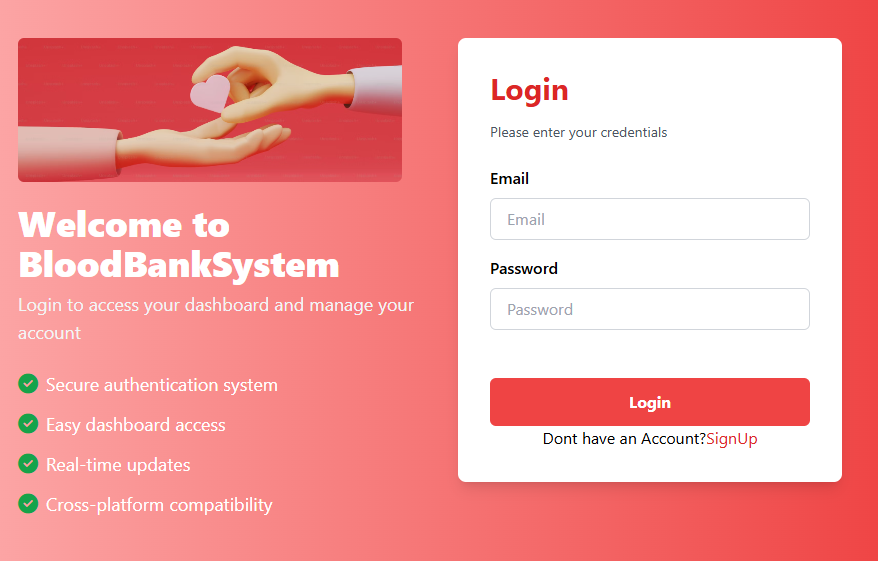 Welcome to
BloodBankSystem
Login to access your dashboard and manage your
account
Secure authentication system
Easy dashboard access
Real-time updates
Cross-platform compatibility
Login
Please enter your credentials
Email
Email
Password
Password
Login
Dont have an Account?SignUp